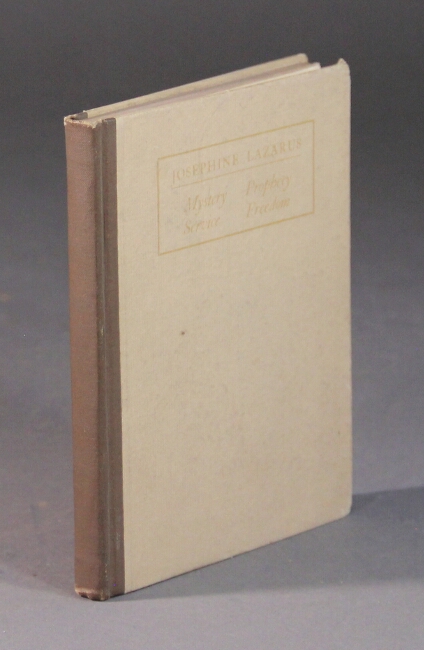 JOSEPHINE LAZARUS
Mystery Prophecy
Service Freedom